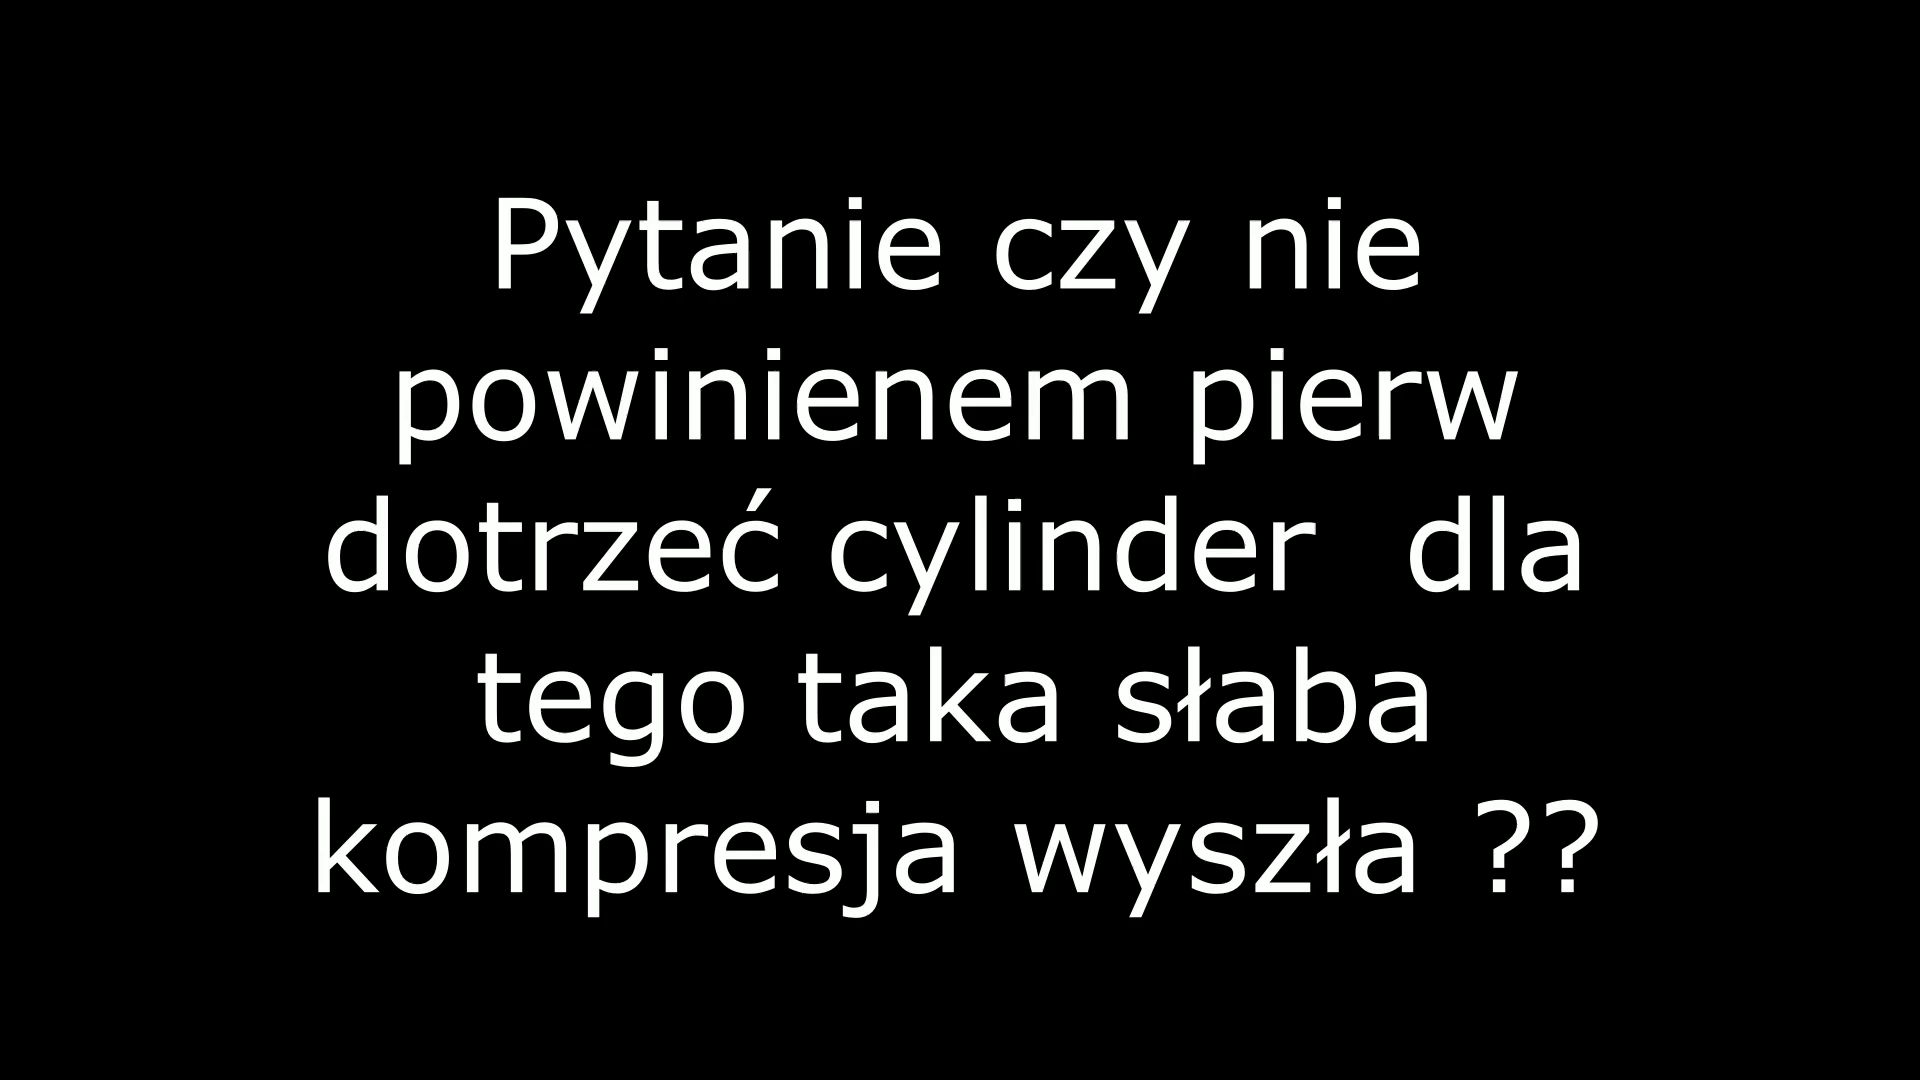 Pytanie czy nie
powinienem pierw
dotrzeć cylinder  dla
tego taka słaba
kompresja wyszła ??